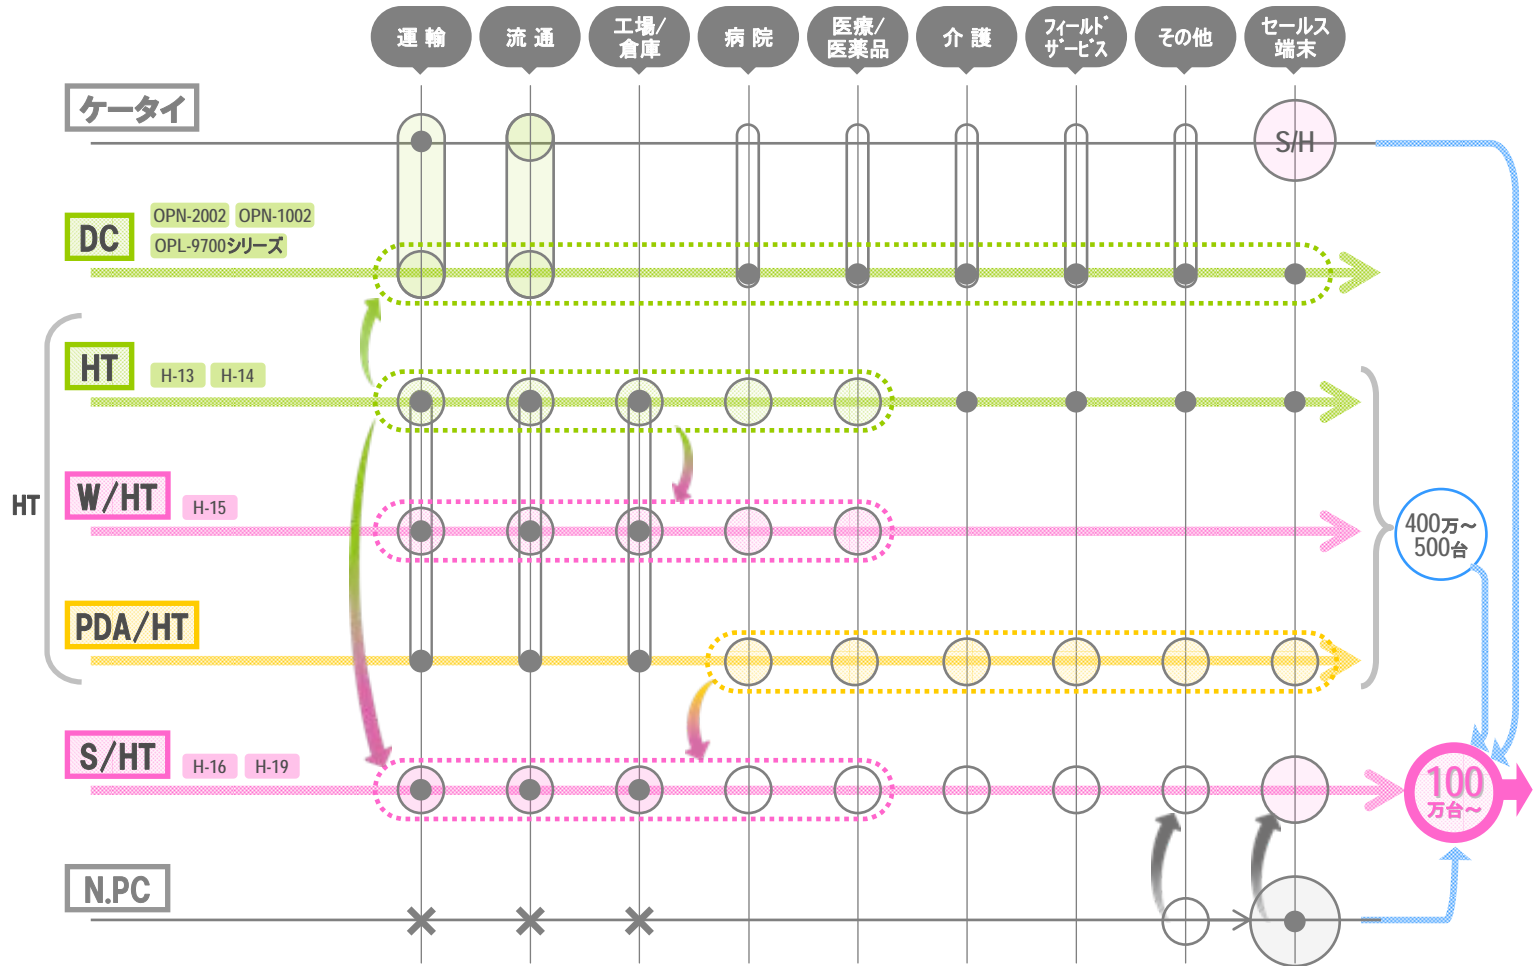 運 輸
流 通
工場/
倉庫
病 院
医療/
医薬品
介 護
フィールド
サービス
その他
セールス
端末
ケータイ
S/H
DC
OPN-2002
OPN-1002
OPL-9700シリーズ
HT
H-13
H-14
HT
W/HT
H-15
400万～
500台
PDA/HT
S/HT
H-16
H-19
100
万台～
N.PC